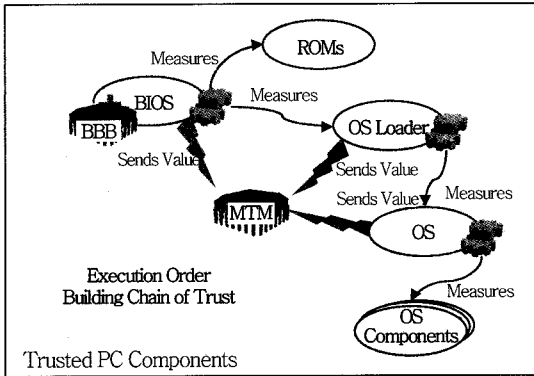 ROMs
Measures
BIOS
Measures
BBB
OS Loader
Sends Value
Sends Value
Sends Value
Measures
MTM
OS
Execution Order
Building Chain of Trust
Measures
OS
Components
Trusted PC Components